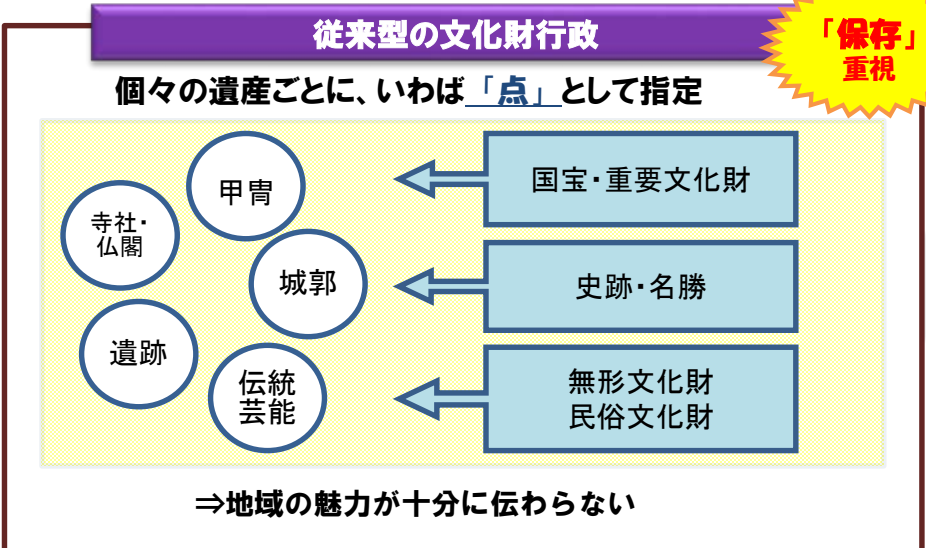 従来型の文化財行政
「保存」
重視
個々の遺産ごとに、いわば「点」として指定
甲冑
寺社・
仏閣
城郭
遺跡
伝統
芸能
国宝・重要文化財
史跡・名勝
無形文化財
民俗文化財
⇒地域の魅力が十分に伝わらない